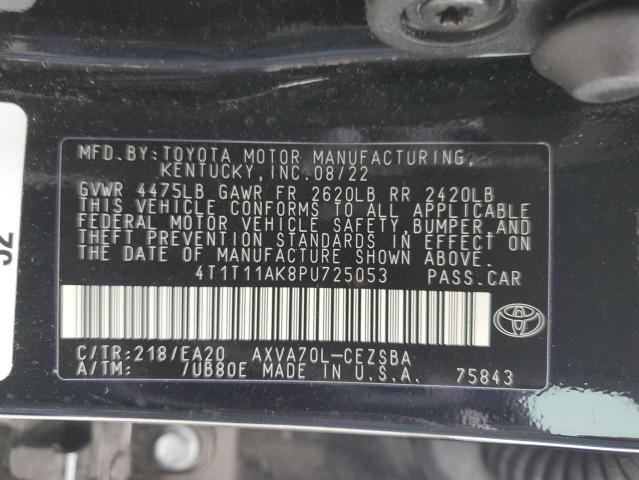 MFD.BY:TOYOTA MOTOR MANUFACTURING,
KENTUCKY,INC.08/22
GVWR 4475LB GAWR FR 2620LB RR 2420LB
THIS VEHICLE CONFORMS TO ALL APPLICABLE
FEDERAL MOTOR VEHICLE SAFETY,BUMPER,AND
THEFT PREVENTION STANDARDS IN EFFECT ON
THE DATE OF MANUFACTURE SHOWN ABOVE.
4T1T11AK8PU725053 PASS.CAR
C/TR:218/EA20 AXVA70L-CEZSBA
A/TM: /UB80E MADE IN U.S.A. 75843
52